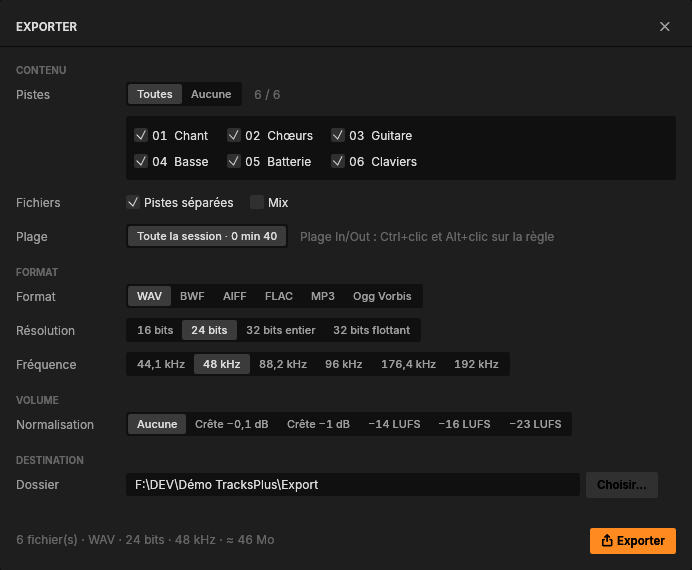 EXPORTER
CONTENU
Pistes Toutes Aucune 6 / 6
01 Chant 02 Chœurs 03 Guitare
04 Basse 05 Batterie 06 Claviers
Fichiers Pistes séparées Mix
Plage Toute la session · 0 min 40 Plage In/Out : Ctrl+clic et Alt+clic sur la règle
FORMAT
Format WAV BWF AIFF FLAC MP3 Ogg Vorbis
Résolution 16 bits 24 bits 32 bits entier 32 bits flottant
Fréquence 44,1 kHz 48 kHz 88,2 kHz 96 kHz 176,4 kHz 192 kHz
VOLUME
Normalisation Aucune Crête −0,1 dB Crête −1 dB −14 LUFS −16 LUFS −23 LUFS
DESTINATION
Dossier F:\DEV\Démo TracksPlus\Export Choisir...
6 fichier(s) · WAV · 24 bits · 48 kHz · ≈ 46 Mo Exporter